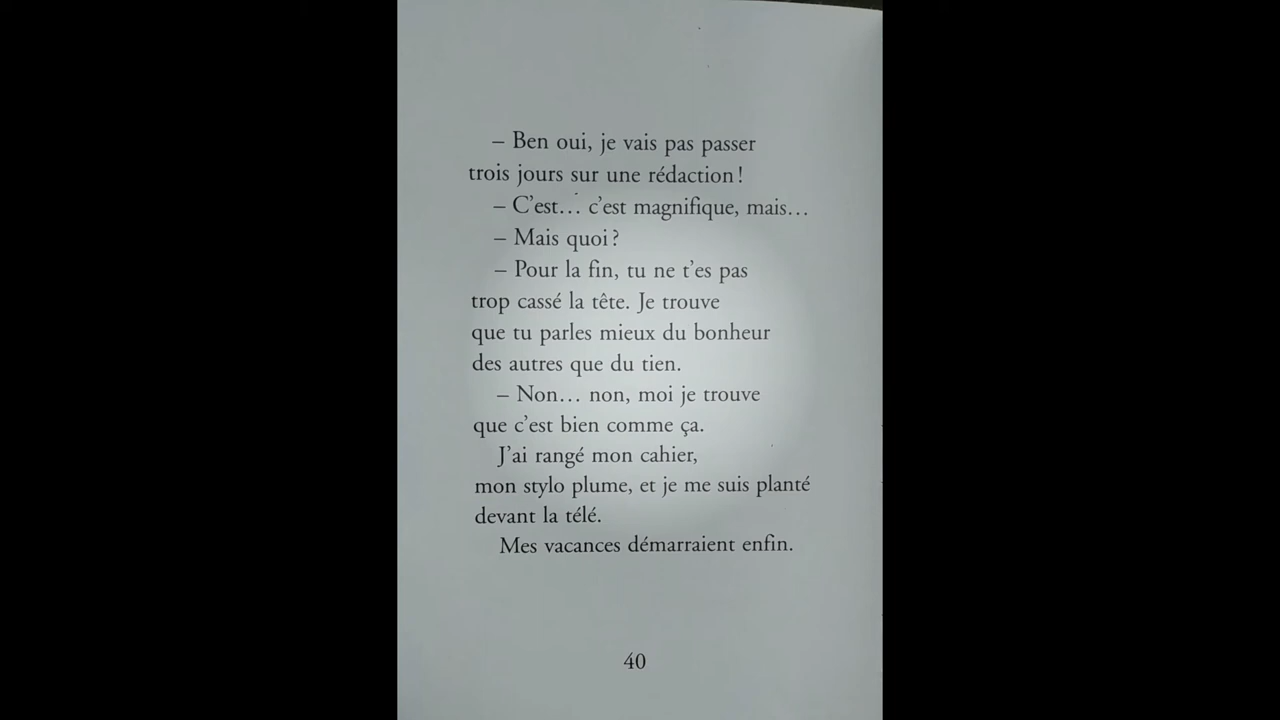 – Ben oui, je vais pas passer
trois jours sur une rédaction !
– C’est… c’est magnifique, mais…
– Mais quoi ?
– Pour la fin, tu ne t’es pas
trop cassé la tête. Je trouve
que tu parles mieux du bonheur
des autres que du tien.
– Non… non, moi je trouve
que c’est bien comme ça.
J’ai rangé mon cahier,
mon stylo plume, et je me suis planté
devant la télé.
Mes vacances démarraient enfin.
40